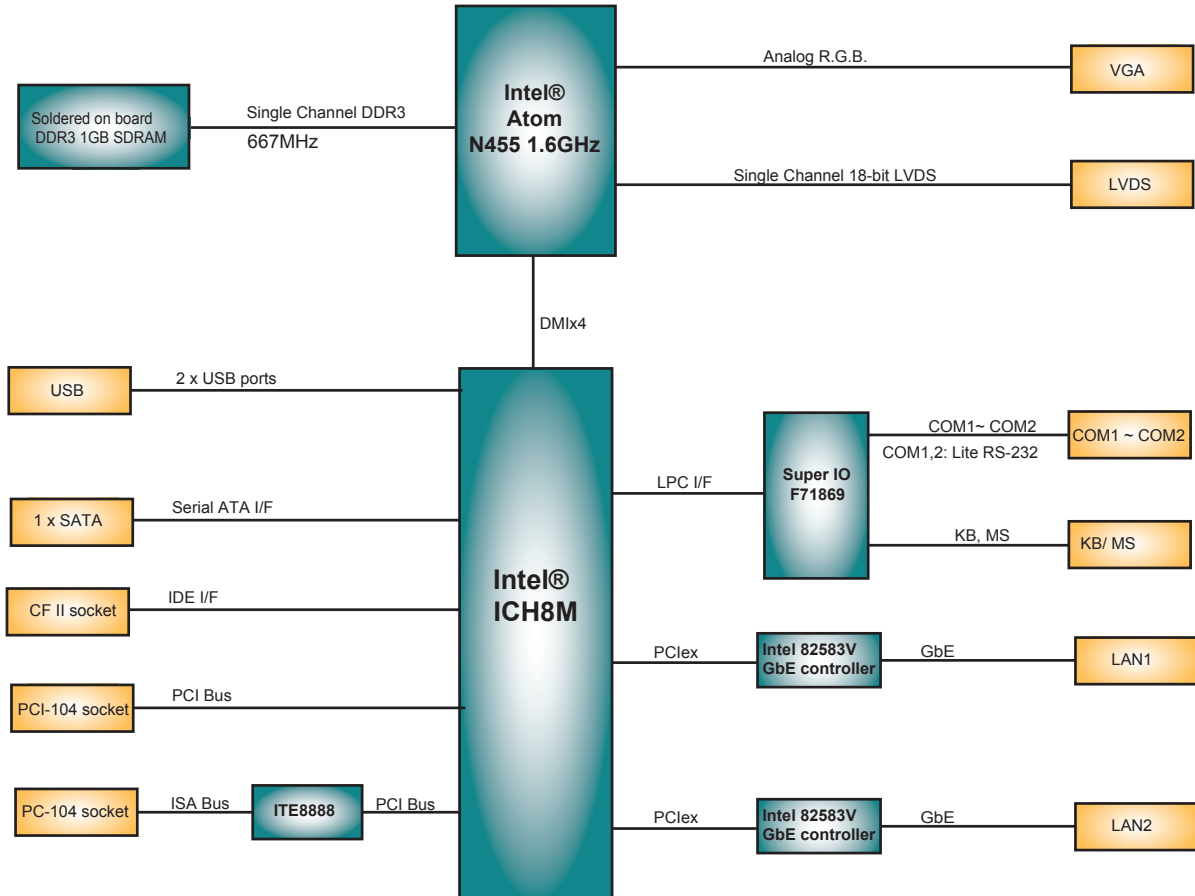 Intel®
Atom
N455 1.6GHz
Soldered on board
DDR3 1GB SDRAM
Single Channel DDR3
667MHz
Analog R.G.B.
VGA
Single Channel 18-bit LVDS
LVDS
DMIx4
USB
2 x USB ports
1 x SATA
Serial ATA I/F
CF II socket
IDE I/F
PCI-104 socket
PCI Bus
PC-104 socket
ISA Bus
ITE8888
PCI Bus
Intel®
ICH8M
LPC I/F
Super IO
F71869
COM1~ COM2
COM1,2: Lite RS-232
COM1 ~ COM2
KB, MS
KB/ MS
PCIex
Intel 82583V
GbE controller
GbE
LAN1
PCIex
Intel 82583V
GbE controller
GbE
LAN2